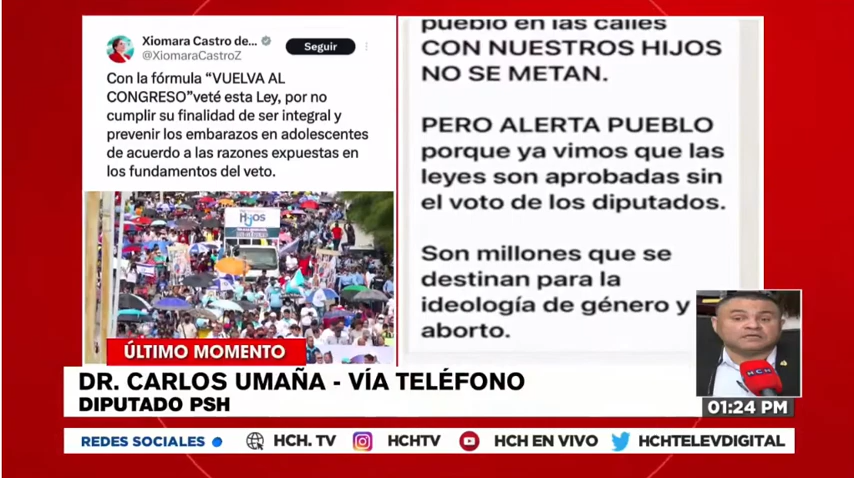 Xiomara Castro de...
@XiomaraCastroZ
Seguir
Con la fórmula “VUELVA AL
CONGRESO”veté esta Ley, por no
cumplir su finalidad de ser integral y
prevenir los embarazos en adolescentes
de acuerdo a las razones expuestas en
los fundamentos del veto.
Hijos
pueblo en las calles
CON NUESTROS HIJOS
NO SE METAN.
PERO ALERTA PUEBLO
porque ya vimos que las
leyes son aprobadas sin
el voto de los diputados.
Son millones que se
destinan para la
ideología de género y
aborto.
HCH
ÚLTIMO MOMENTO
DR. CARLOS UMAÑA - VÍA TELÉFONO
DIPUTADO PSH
01:24 PM
REDES SOCIALES
HCH. TV
HCHTV
HCH EN VIVO
HCHTELEVDIGITAL